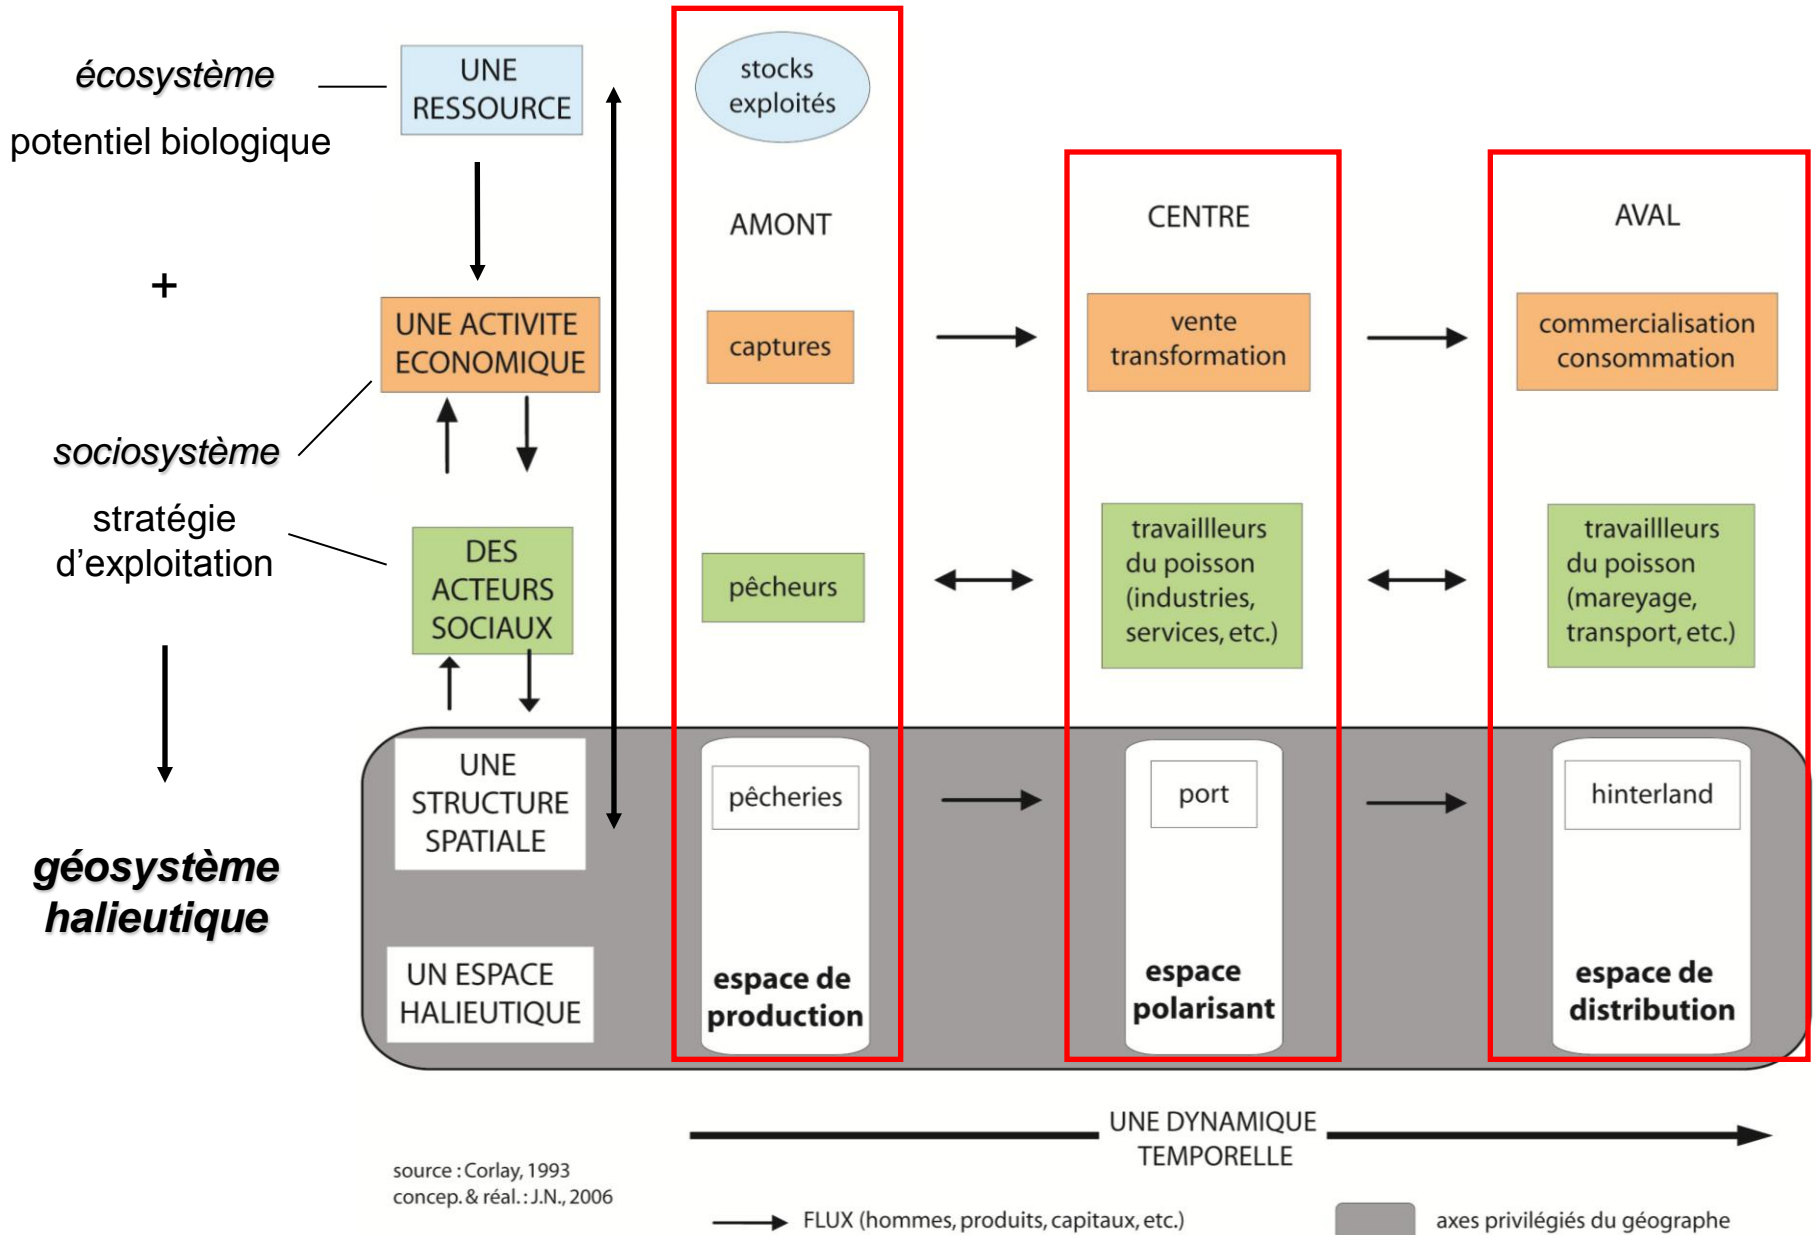 écosystème
potentiel biologique
+
sociosystème
stratégie
d'exploitation
géosystème
halieutique
UNE
RESSOURCE
UNE ACTIVITE
ECONOMIQUE
DES
ACTEURS
SOCIAUX
UNE
STRUCTURE
SPATIALE
UN ESPACE
HALIEUTIQUE
stocks
exploités
AMONT
captures
pêcheurs
pêcheries
espace de
production
CENTRE
vente
transformation
travaillleurs
du poisson
(industries,
services, etc.)
port
espace
polarisant
AVAL
commercialisation
consommation
travaillleurs
du poisson
(mareyage,
transport, etc.)
hinterland
espace de
distribution
UNE DYNAMIQUE
TEMPORELLE
source : Corlay, 1993
concep. & réal. : J.N., 2006
FLUX (hommes, produits, capitaux, etc.)
axes privilégiés du géographe